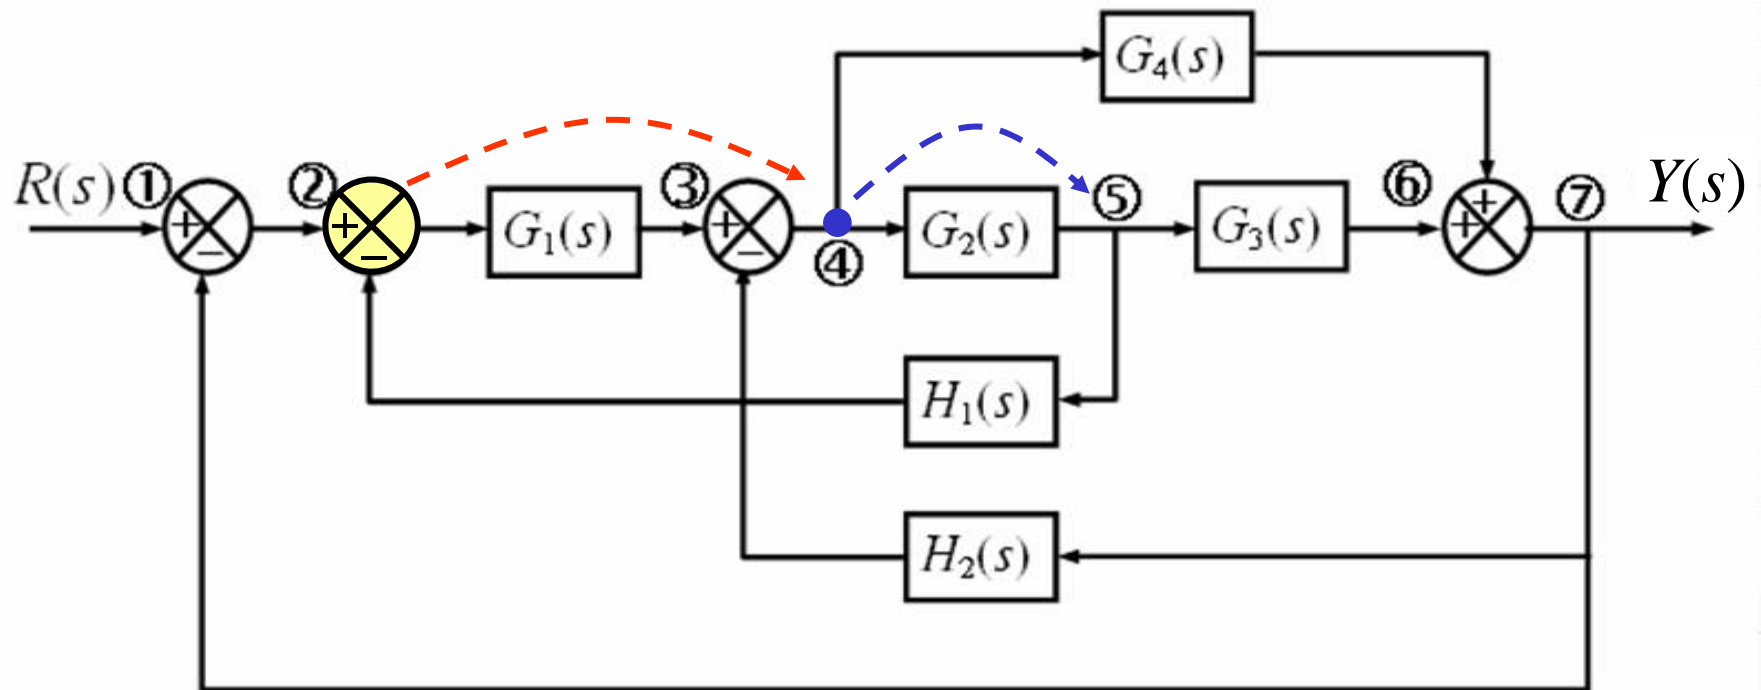 G₄(s)
R(s) ① + − ② + − G₁(s) ③ + − ④ G₂(s) ⑤ G₃(s) ⑥ + + ⑦ Y(s)
H₁(s)
H₂(s)